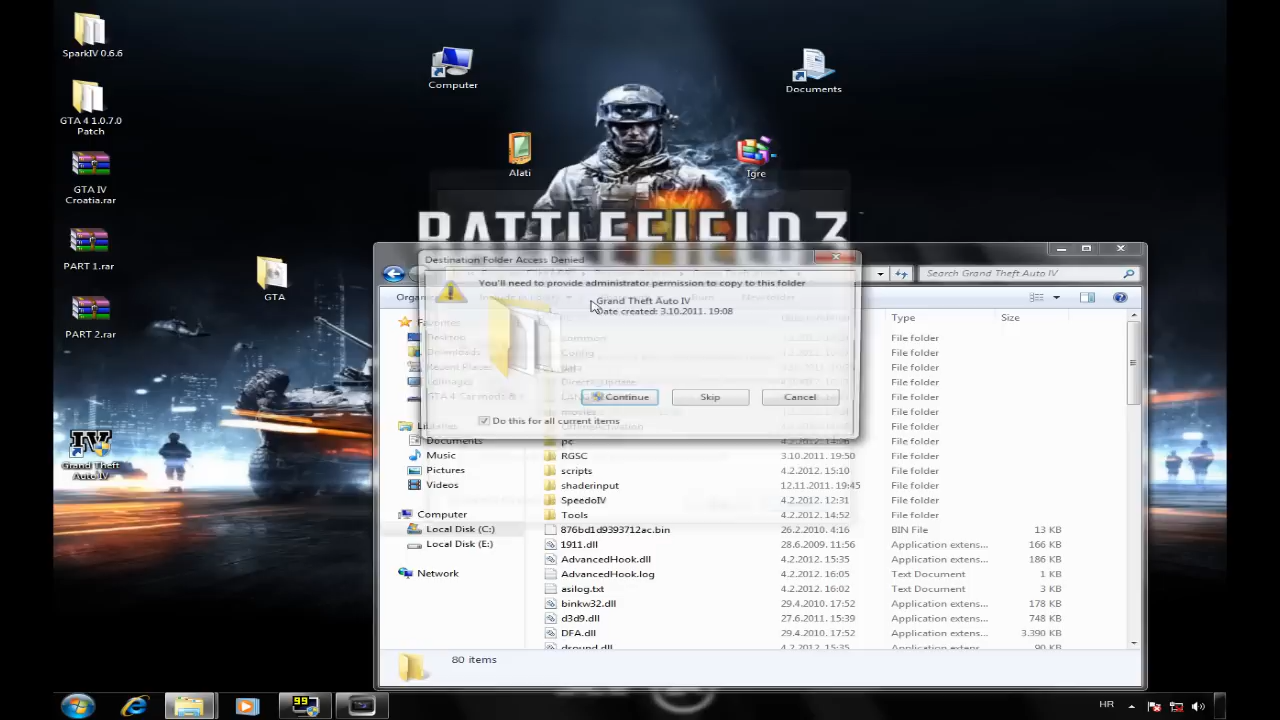 SparkIV 0.6.6
GTA 4 1.0.7.0
Patch
GTA IV
Croatia.rar
PART 1.rar
PART 2.rar
Grand Theft
Auto IV
GTA
Computer
Documents
Alati
Igre
BATTLEFIELD 3
Search Grand Theft Auto IV
Destination Folder Access Denied
You'll need to provide administrator permission to copy to this folder
Grand Theft Auto IV
Date created: 3.10.2011. 19:08
Continue
Skip
Cancel
Do this for all current items
Favorites
Desktop
Downloads
Recent Places
Libraries
Documents
Music
Pictures
Videos
Computer
Local Disk (C:)
Local Disk (E:)
Network
Type
Size
common
File folder
Config
File folder
data
File folder
File folder
File folder
movies
File folder
File folder
pc
4.2.2012. 14:26
File folder
RGSC
3.10.2011. 19:50
File folder
scripts
4.2.2012. 15:10
File folder
shaderinput
12.11.2011. 19:45
File folder
SpeedoIV
4.2.2012. 12:31
File folder
Tools
4.2.2012. 14:52
File folder
876bd1d9393712ac.bin
26.2.2010. 4:16
BIN File
13 KB
1911.dll
28.6.2009. 11:56
Application extens...
166 KB
AdvancedHook.dll
4.2.2012. 15:35
Application extens...
186 KB
AdvancedHook.log
4.2.2012. 16:05
Text Document
1 KB
asilog.txt
4.2.2012. 16:02
Text Document
3 KB
binkw32.dll
29.4.2010. 17:52
Application extens...
178 KB
d3d9.dll
27.6.2011. 15:39
Application extens...
748 KB
DFA.dll
29.4.2010. 17:52
Application extens...
3.390 KB
dsound.dll
4.2.2012. 15:35
Application extens...
90 KB
80 items
99
HR